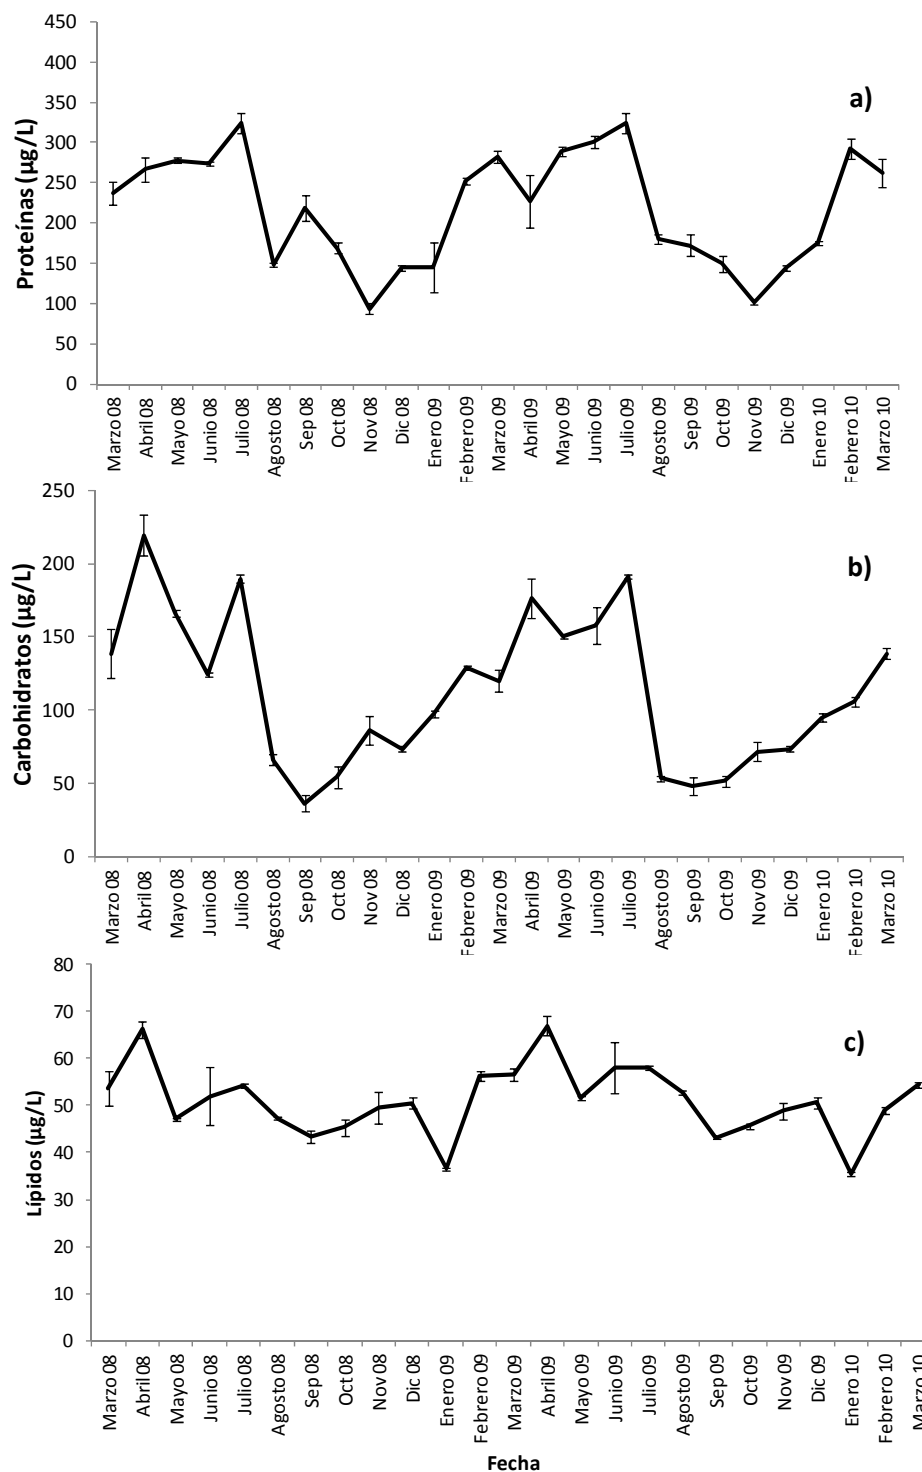 450
400
350
300
250
200
150
100
50
0
Proteínas (µg/L)
a)
Marzo 08
Abril 08
Mayo 08
Junio 08
Julio 08
Agosto 08
Sep 08
Oct 08
Nov 08
Dic 08
Enero 09
Febrero 09
Marzo 09
Abril 09
Mayo 09
Junio 09
Julio 09
Agosto 09
Sep 09
Oct 09
Nov 09
Dic 09
Enero 10
Febrero 10
Marzo 10
250
200
150
100
50
0
Carbohidratos (µg/L)
b)
Marzo 08
Abril 08
Mayo 08
Junio 08
Julio 08
Agosto 08
Sep 08
Oct 08
Nov 08
Dic 08
Enero 09
Febrero 09
Marzo 09
Abril 09
Mayo 09
Junio 09
Julio 09
Agosto 09
Sep 09
Oct 09
Nov 09
Dic 09
Enero 10
Febrero 10
Marzo 10
80
70
60
50
40
30
20
10
0
Lípidos (µg/L)
c)
Marzo 08
Abril 08
Mayo 08
Junio 08
Julio 08
Agosto 08
Sep 08
Oct 08
Nov 08
Dic 08
Enero 09
Febrero 09
Marzo 09
Abril 09
Mayo 09
Junio 09
Julio 09
Agosto 09
Sep 09
Oct 09
Nov 09
Dic 09
Enero 10
Febrero 10
Marzo 10
Fecha